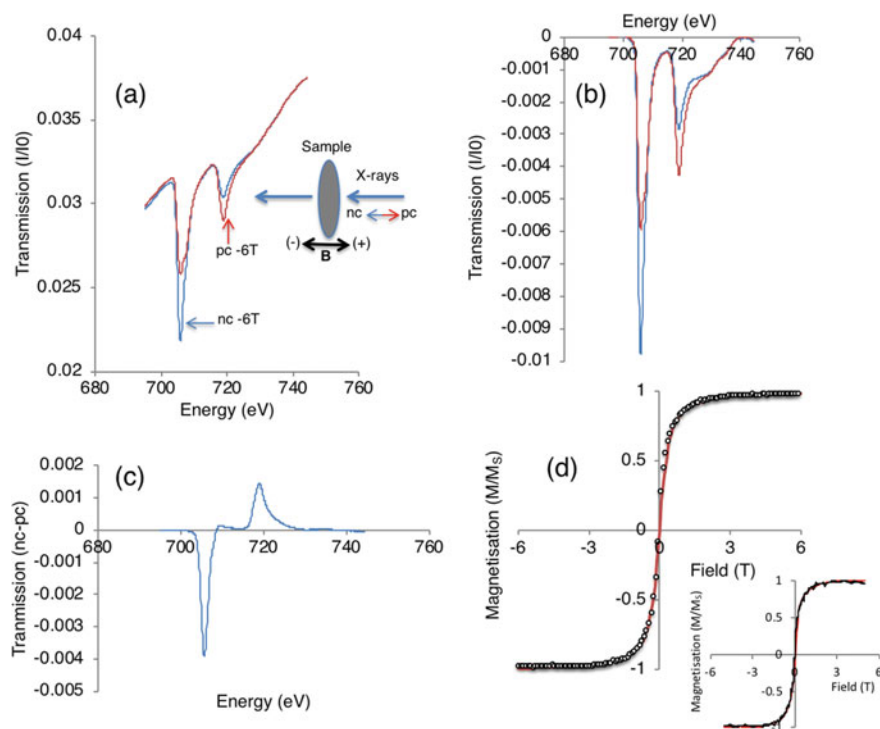 (a)
Transmission (I/I0)
0.04
0.035
0.03
0.025
0.02
680
700
720
740
760
Energy (eV)
pc -6T
nc -6T
Sample
X-rays
nc
pc
(-)
B
(+)
(b)
Energy (eV)
680
700
720
740
760
Transmission (I/I0)
0
-0.001
-0.002
-0.003
-0.004
-0.005
-0.006
-0.007
-0.008
-0.009
-0.01
(c)
Tranmission (nc-pc)
0.002
0.001
0
-0.001
-0.002
-0.003
-0.004
-0.005
680
700
720
740
760
Energy (eV)
(d)
Magnetisation (M/MS)
1
0.5
0
-0.5
-1
-6
-3
0
3
6
Field (T)
Magnetisation (M/MS)
1
0.5
0
-0.5
-1
-6
-3
0
3
6
Field (T)